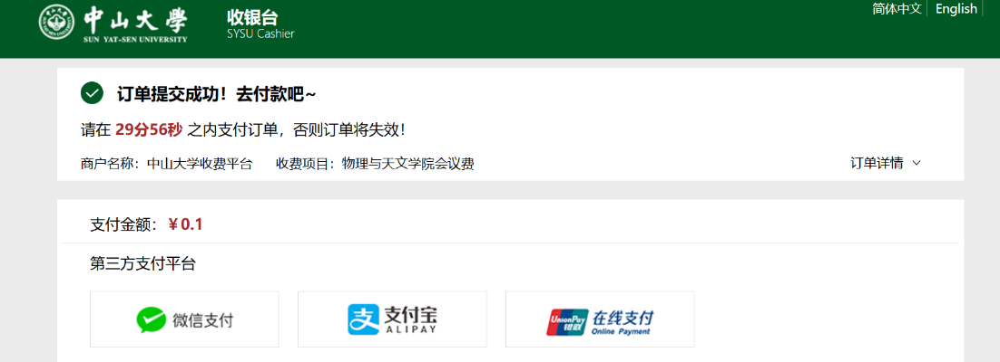 中山大學 收银台 简体中文 English
SUN YAT-SEN UNIVERSITY SYSU Cashier
订单提交成功！去付款吧~
请在 29分56秒 之内支付订单，否则订单将失效！
商户名称：中山大学收费平台 收费项目：物理与天文学院会议费 订单详情
支付金额：￥0.1
第三方支付平台
微信支付 支付宝 ALIPAY UnionPay 银联 在线支付 Online Payment